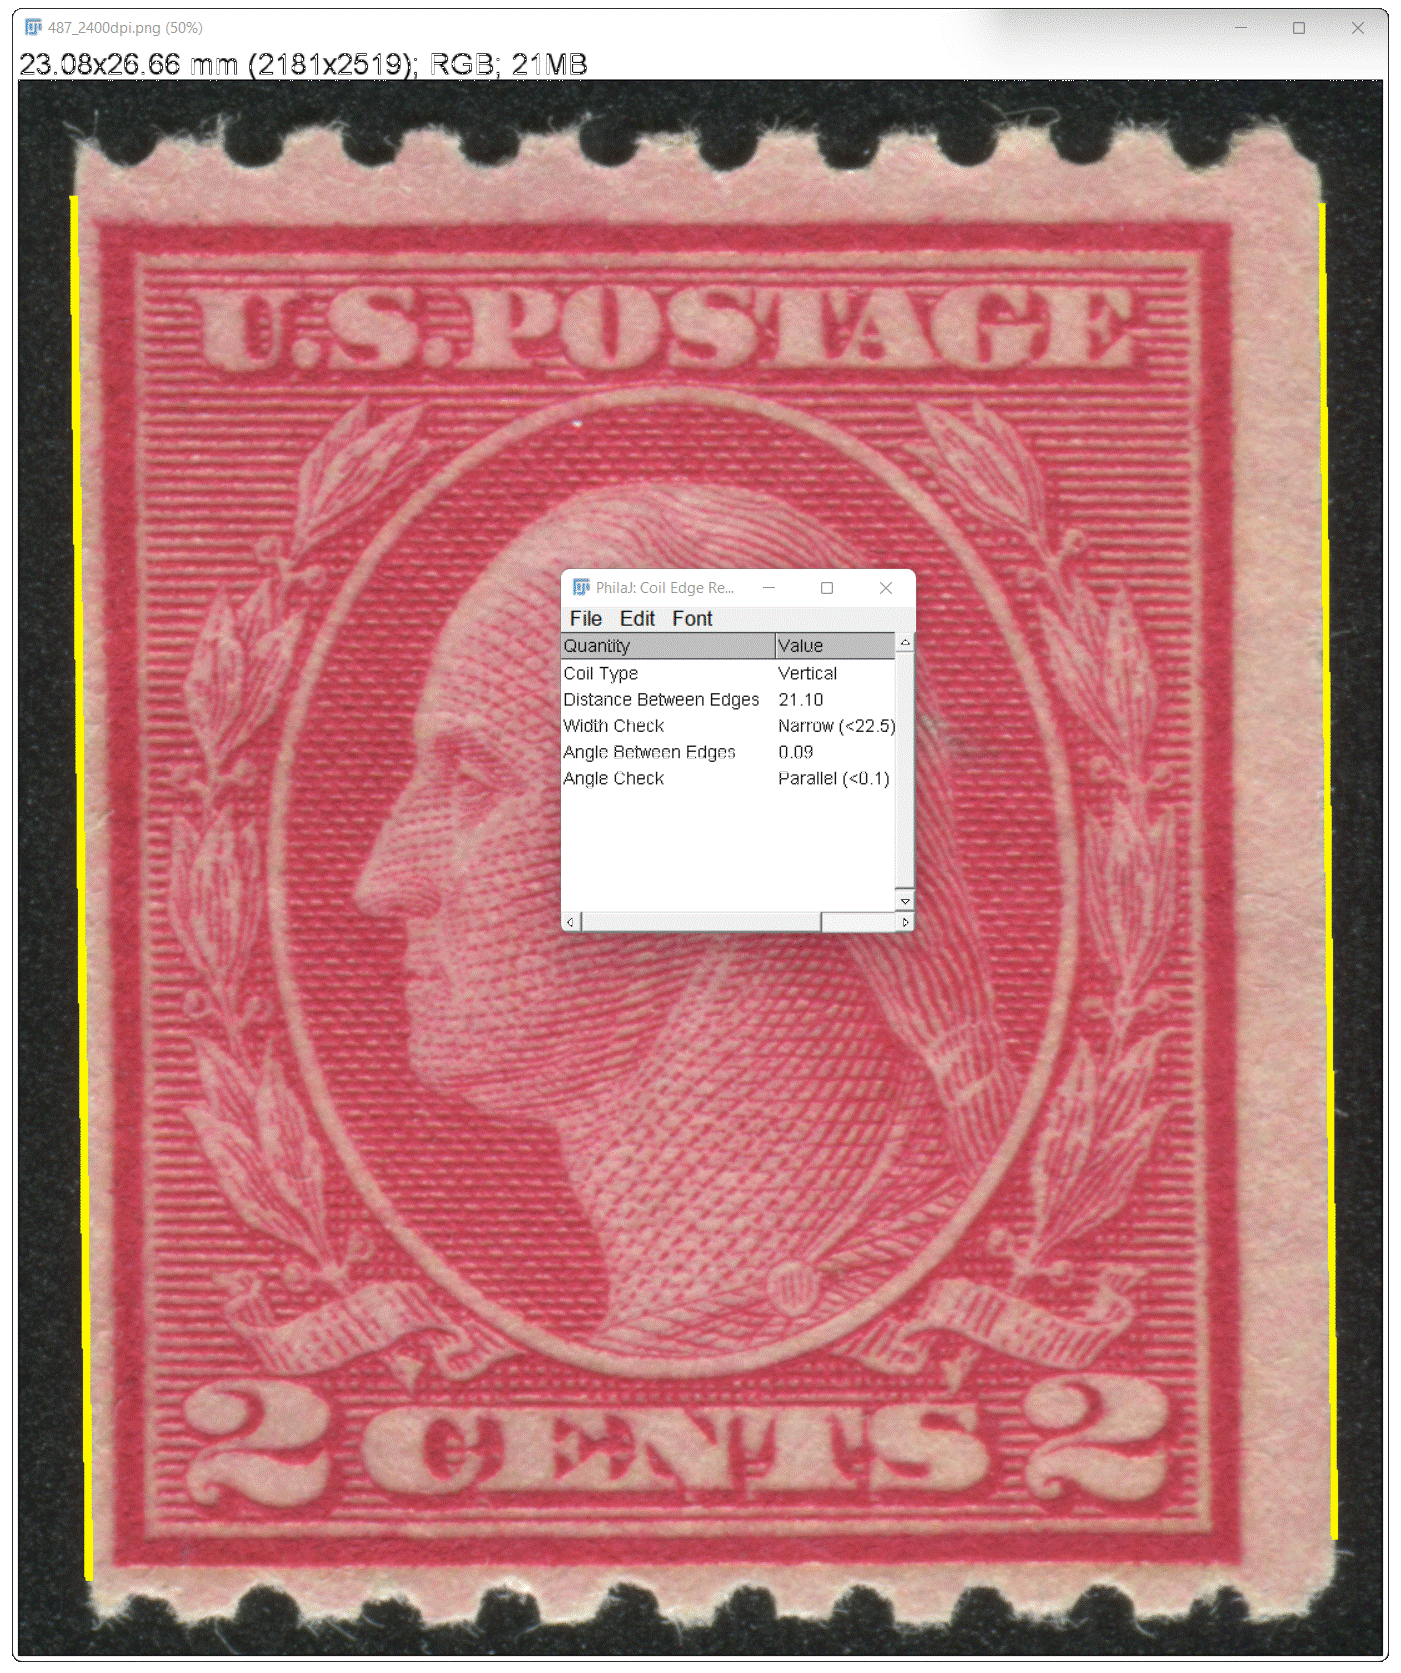 487_2400dpi.png (50%)
23.08x26.66 mm (2181x2519); RGB; 21MB
U.S.POSTAGE
PhilaJ: Coil Edge Re...
File Edit Font
Quantity Value
Coil Type Vertical
Distance Between Edges 21.10
Width Check Narrow (<22.5)
Angle Between Edges 0.09
Angle Check Parallel (<0.1)
2 CENTS 2